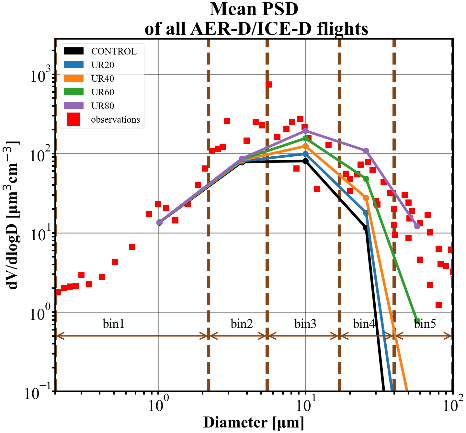 Mean PSD
of all AER-D/ICE-D flights
CONTROL
UR20
UR40
UR60
UR80
observations
dV/dlogD [μm³cm⁻³]
10³
10²
10¹
10⁰
10⁻¹
bin1 bin2 bin3 bin4 bin5
10⁰ 10¹ 10²
Diameter [μm]